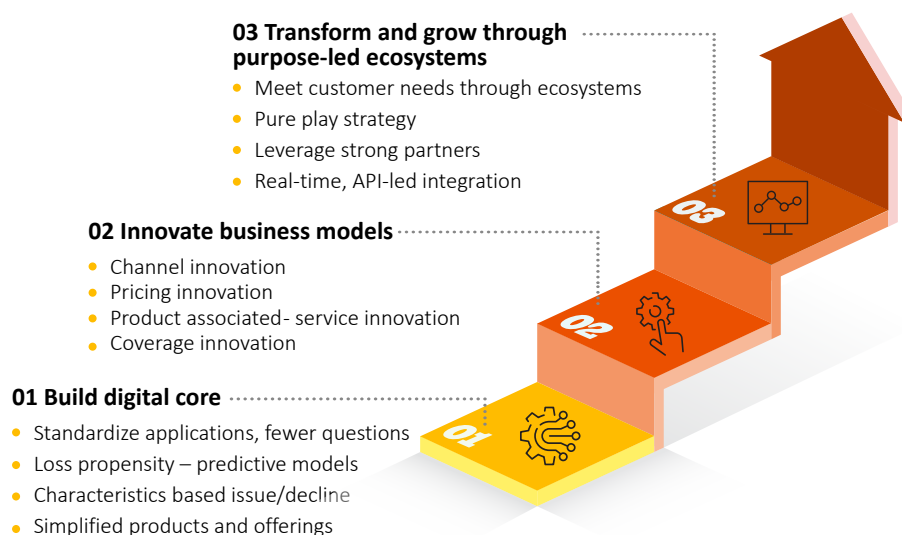 03 Transform and grow through
purpose-led ecosystems
• Meet customer needs through ecosystems
• Pure play strategy
• Leverage strong partners
• Real-time, API-led integration
03
02 Innovate business models
• Channel innovation
• Pricing innovation
• Product associated- service innovation
• Coverage innovation
02
01 Build digital core
• Standardize applications, fewer questions
• Loss propensity – predictive models
• Characteristics based issue/decline
• Simplified products and offerings
01